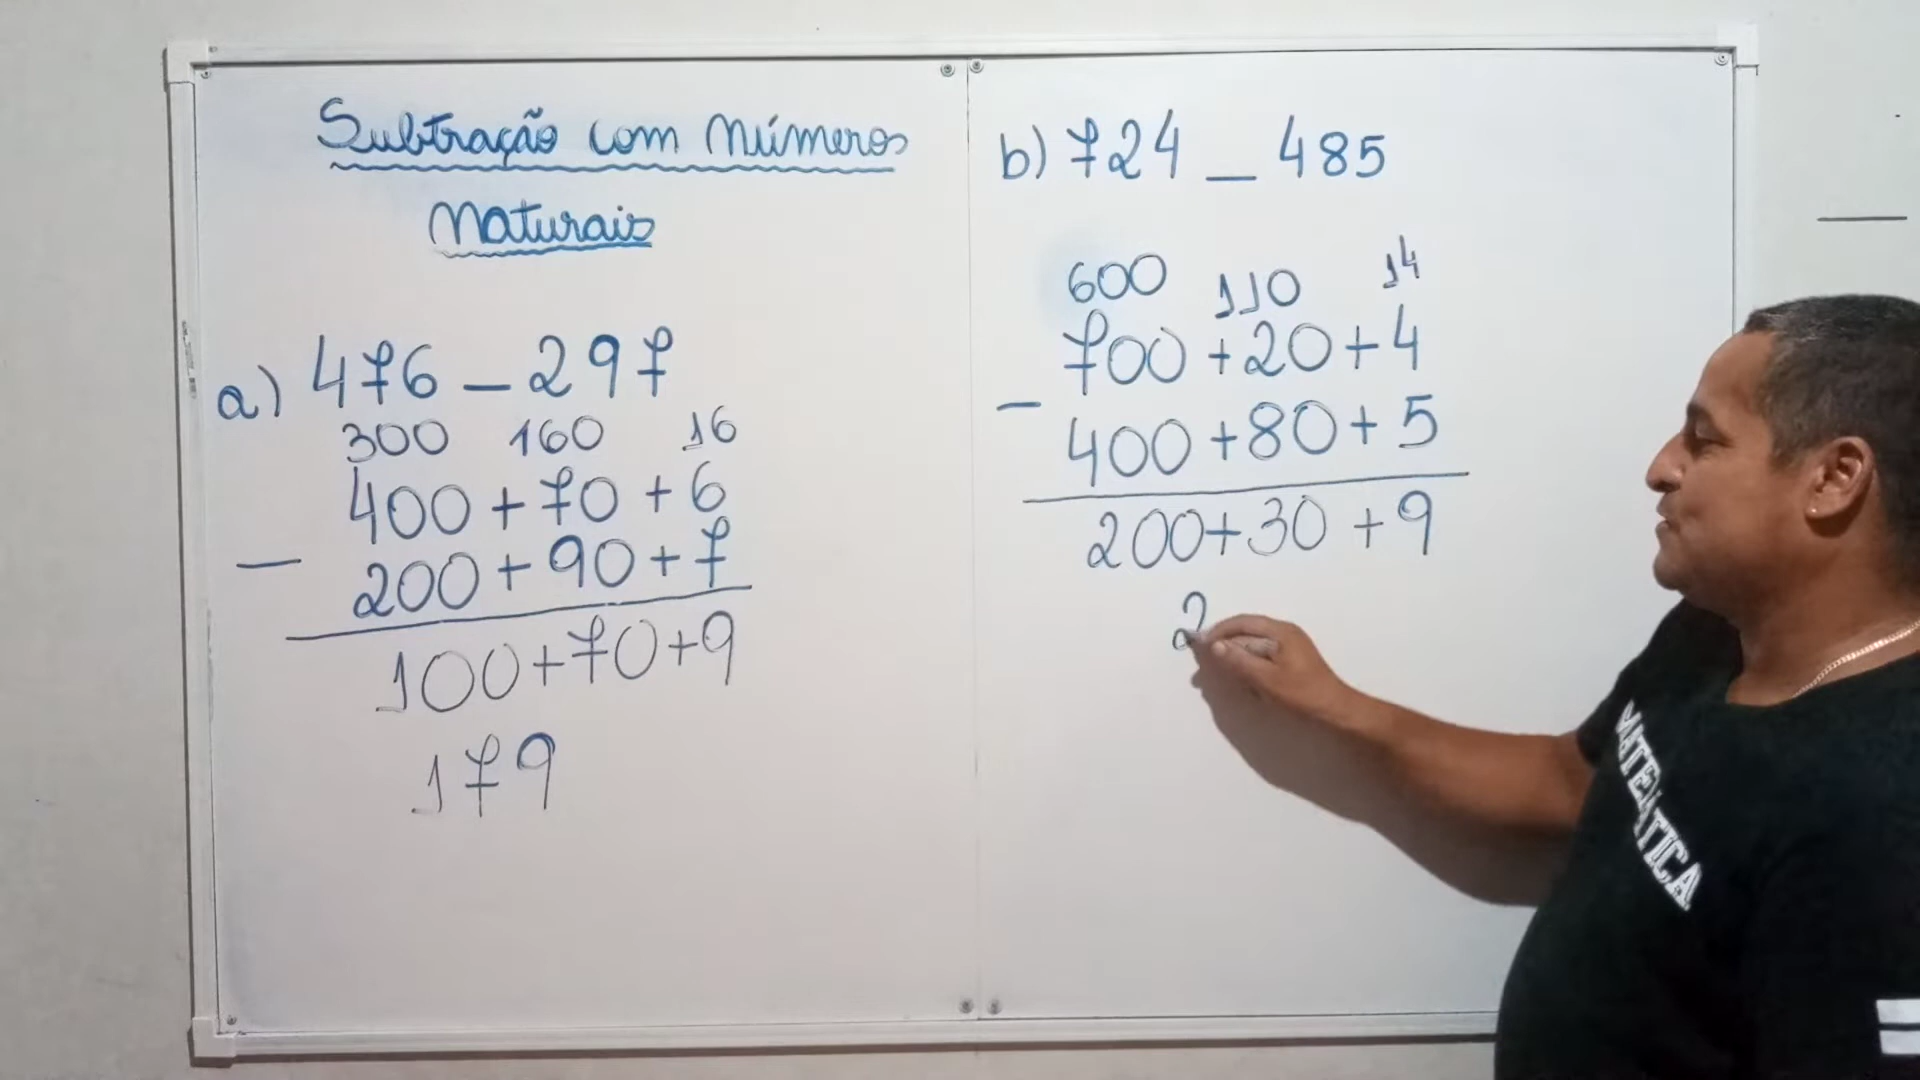 Subtração com Números
Naturais
a) 476 - 297
300 160 16
400 + 70 + 6
- 200 + 90 + 7
100 + 70 + 9
179
b) 724 - 485
600 110 14
700 + 20 + 4
- 400 + 80 + 5
200 + 30 + 9
2
MATEMÁTICA